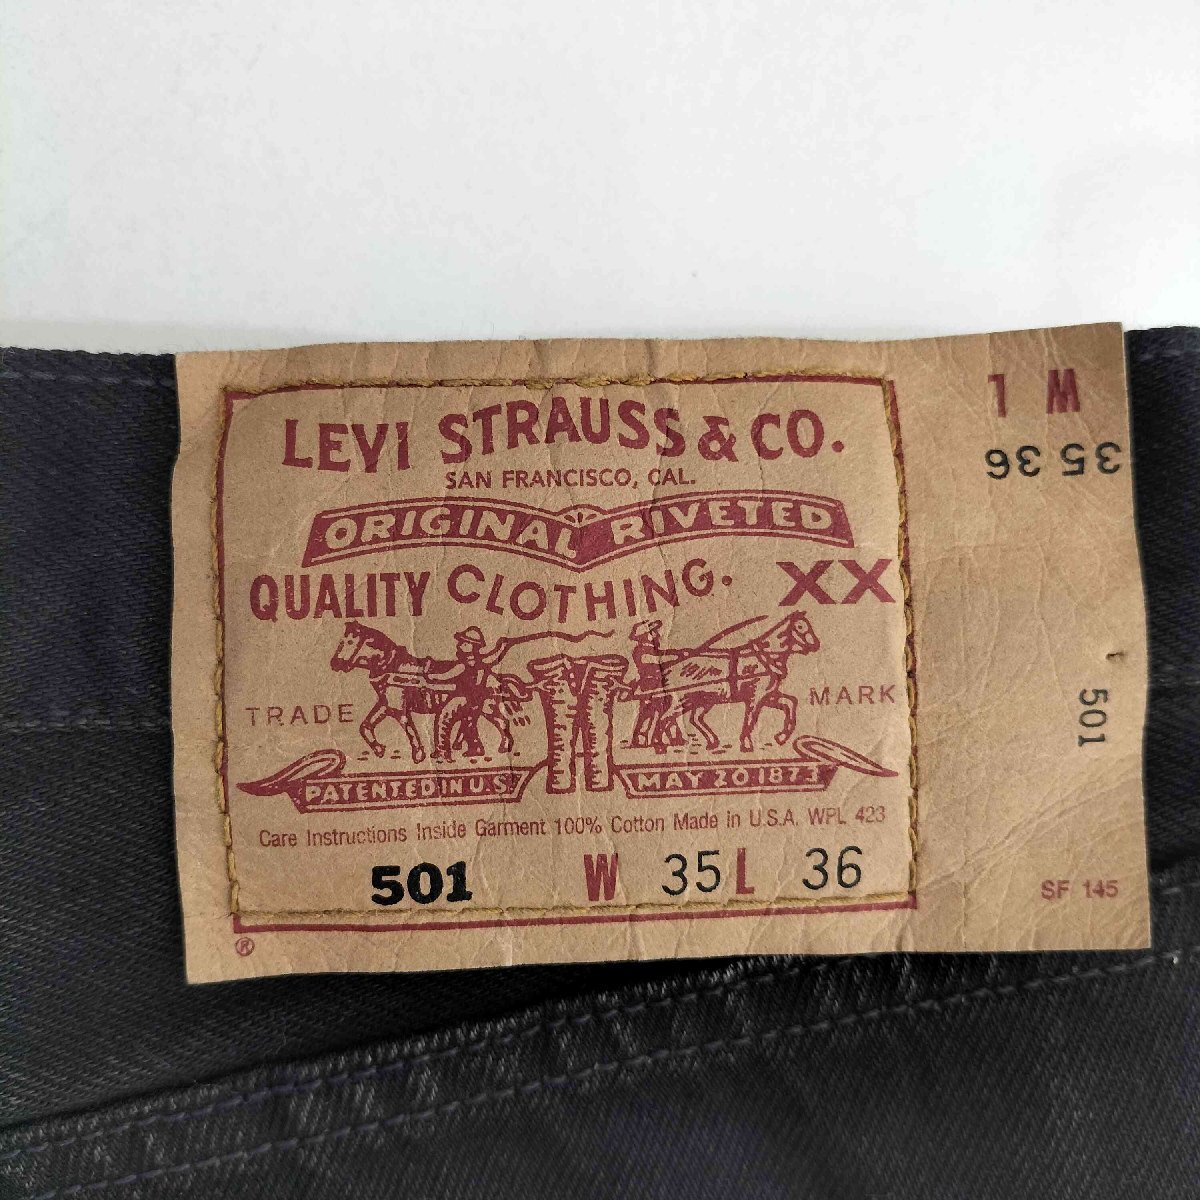 LEVI STRAUSS & CO.
SAN FRANCISCO, CAL.
ORIGINAL RIVETED
QUALITY CLOTHING. XX
TRADE MARK
PATENTED IN U.S. MAY 20 1873
Care Instructions Inside Garment 100% Cotton Made in U.S.A. WPL 423
501 W 35 L 36
®
W L
35 36
501
SF 145